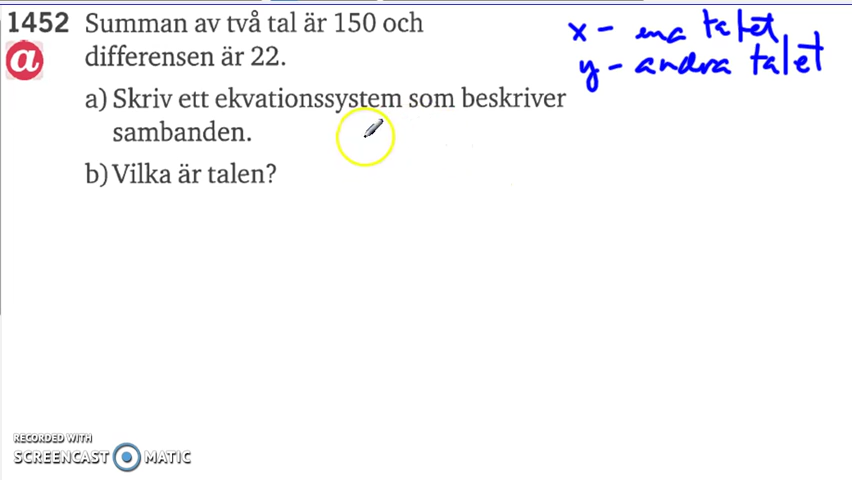 1452 Summan av två tal är 150 och
differensen är 22.
a
a) Skriv ett ekvationssystem som beskriver
sambanden.
b) Vilka är talen?
x - ena talet
y - andra talet
RECORDED WITH
SCREENCAST MATIC